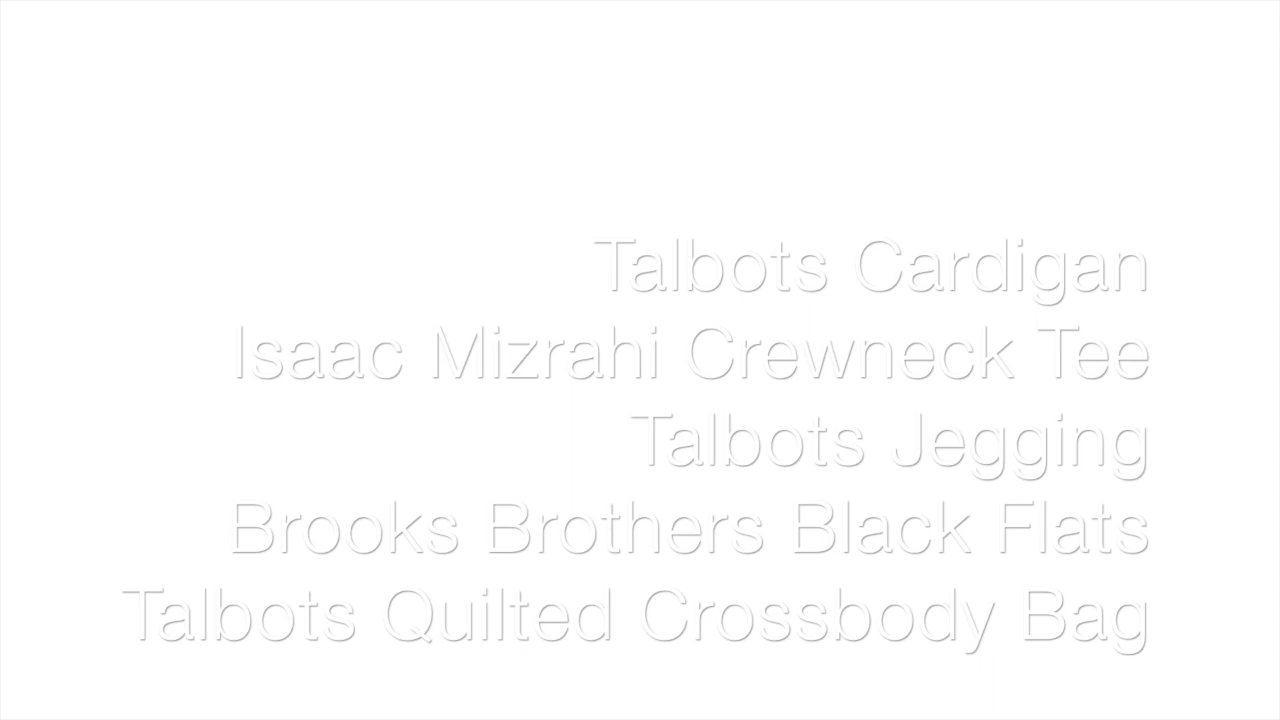 Talbots Cardigan
Isaac Mizrahi Crewneck Tee
Talbots Jegging
Brooks Brothers Black Flats
Talbots Quilted Crossbody Bag